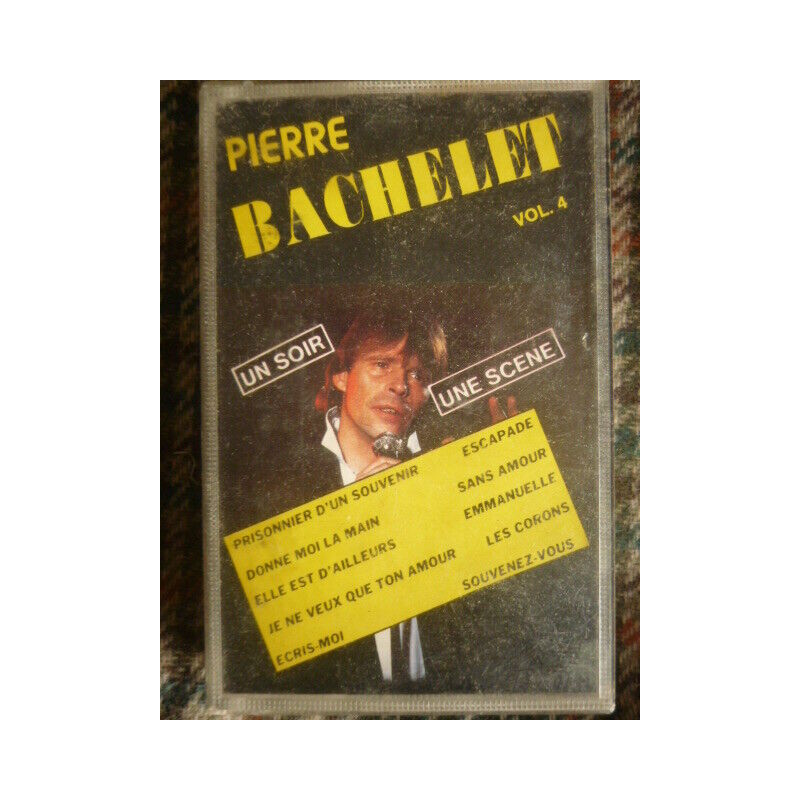 PIERRE
BACHELET
VOL. 4
UN SOIR
UNE SCENE
PRISONNIER D'UN SOUVENIR
DONNE MOI LA MAIN
ELLE EST D'AILLEURS
JE NE VEUX QUE TON AMOUR
ECRIS-MOI
ESCAPADE
SANS AMOUR
EMMANUELLE
LES CORONS
SOUVENEZ-VOUS